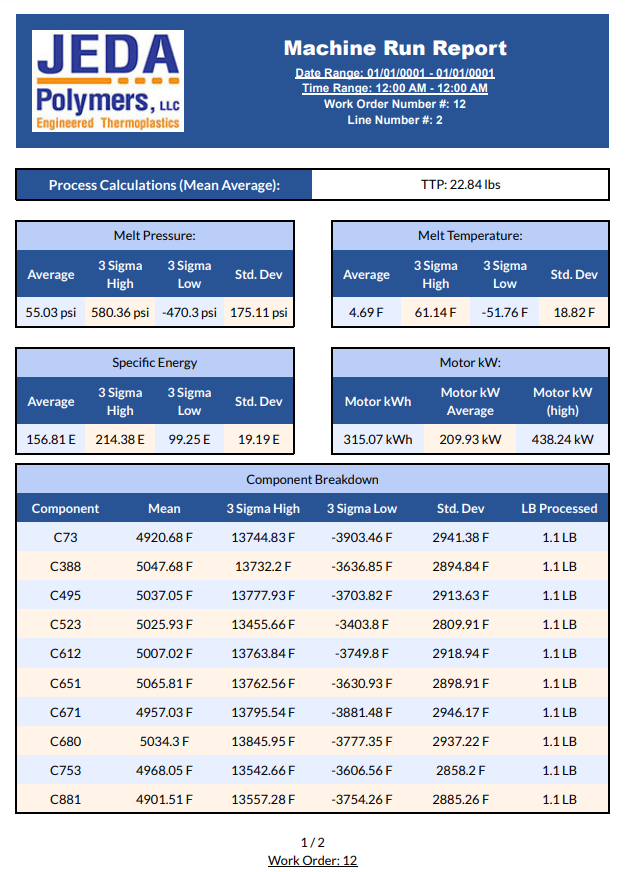 JEDA
Polymers, LLC
Engineered Thermoplastics
Machine Run Report
Date Range: 01/01/0001 - 01/01/0001
Time Range: 12:00 AM - 12:00 AM
Work Order Number #: 12
Line Number #: 2
Process Calculations (Mean Average): TTP: 22.84 lbs
Melt Pressure:
Average 3 Sigma High 3 Sigma Low Std. Dev
55.03 psi 580.36 psi -470.3 psi 175.11 psi
Melt Temperature:
Average 3 Sigma High 3 Sigma Low Std. Dev
4.69 F 61.14 F -51.76 F 18.82 F
Specific Energy
Average 3 Sigma High 3 Sigma Low Std. Dev
156.81 E 214.38 E 99.25 E 19.19 E
Motor kW:
Motor kWh Motor kW Average Motor kW (high)
315.07 kWh 209.93 kW 438.24 kW
Component Breakdown
Component Mean 3 Sigma High 3 Sigma Low Std. Dev LB Processed
C73 4920.68 F 13744.83 F -3903.46 F 2941.38 F 1.1 LB
C388 5047.68 F 13732.2 F -3636.85 F 2894.84 F 1.1 LB
C495 5037.05 F 13777.93 F -3703.82 F 2913.63 F 1.1 LB
C523 5025.93 F 13455.66 F -3403.8 F 2809.91 F 1.1 LB
C612 5007.02 F 13763.84 F -3749.8 F 2918.94 F 1.1 LB
C651 5065.81 F 13762.56 F -3630.93 F 2898.91 F 1.1 LB
C671 4957.03 F 13795.54 F -3881.48 F 2946.17 F 1.1 LB
C680 5034.3 F 13845.95 F -3777.35 F 2937.22 F 1.1 LB
C753 4968.05 F 13542.66 F -3606.56 F 2858.2 F 1.1 LB
C881 4901.51 F 13557.28 F -3754.26 F 2885.26 F 1.1 LB
1 / 2
Work Order: 12